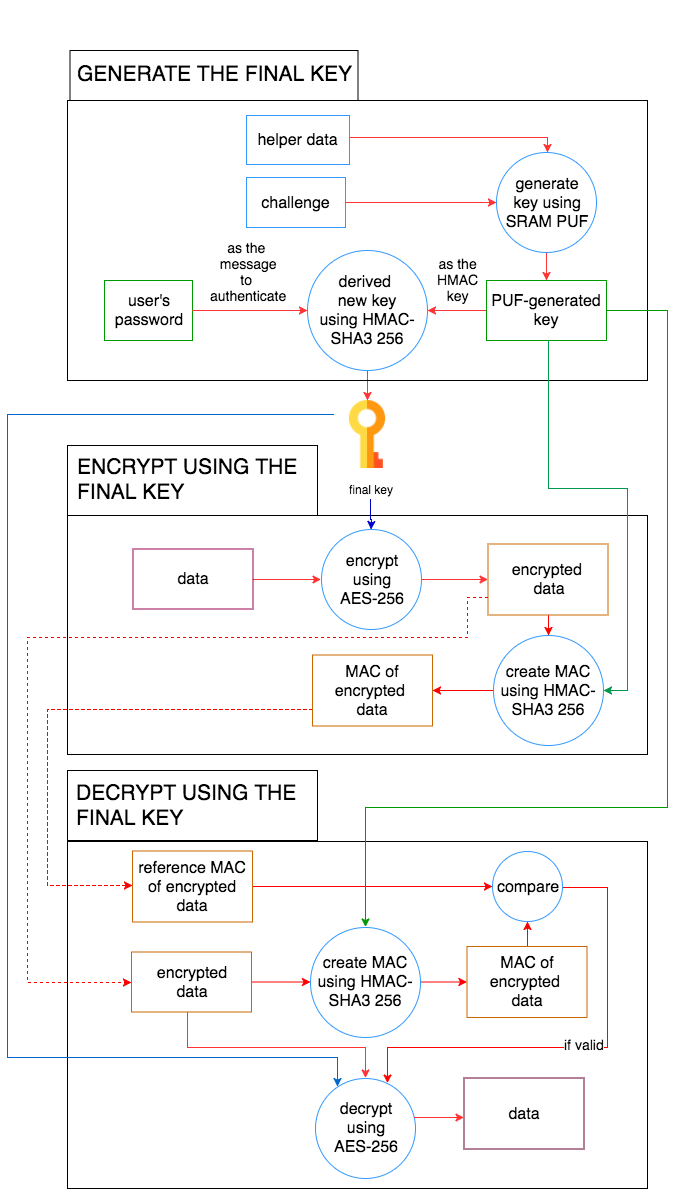 GENERATE THE FINAL KEY
helper data
challenge
generate
key using
SRAM PUF
as the
message
to
authenticate
as the
HMAC
key
user's
password
derived
new key
using HMAC-
SHA3 256
PUF-generated
key
final key
ENCRYPT USING THE
FINAL KEY
data
encrypt
using
AES-256
encrypted
data
MAC of
encrypted
data
create MAC
using HMAC-
SHA3 256
DECRYPT USING THE
FINAL KEY
reference MAC
of encrypted
data
compare
encrypted
data
create MAC
using HMAC-
SHA3 256
MAC of
encrypted
data
if valid
decrypt
using
AES-256
data